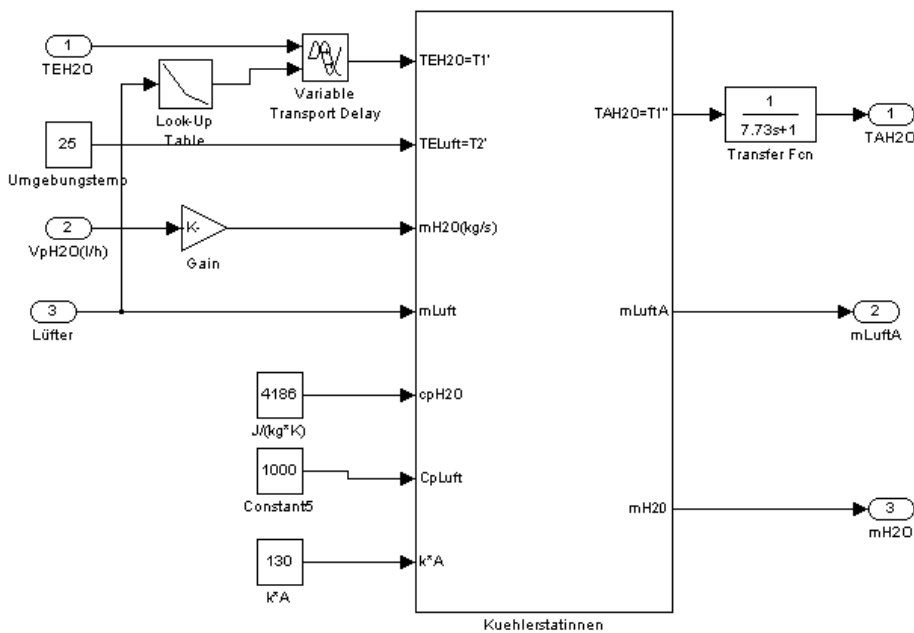 1
TEH2O
Look-Up
Table
Variable
Transport Delay
25
Umgebungstemp
2
VpH2O(l/h)
K-
Gain
3
Lüfter
4186
J/(kg*K)
1000
Constant5
130
k*A
TEH2O=T1'
TELuft=T2'
mH2O(kg/s)
mLuft
cpH2O
CpLuft
k*A
TAH2O=T1''
mLuftA
mH20
Kuehlerstatinnen
1
7.73s+1
Transfer Fcn
1
TAH2O
2
mLuftA
3
mH2O